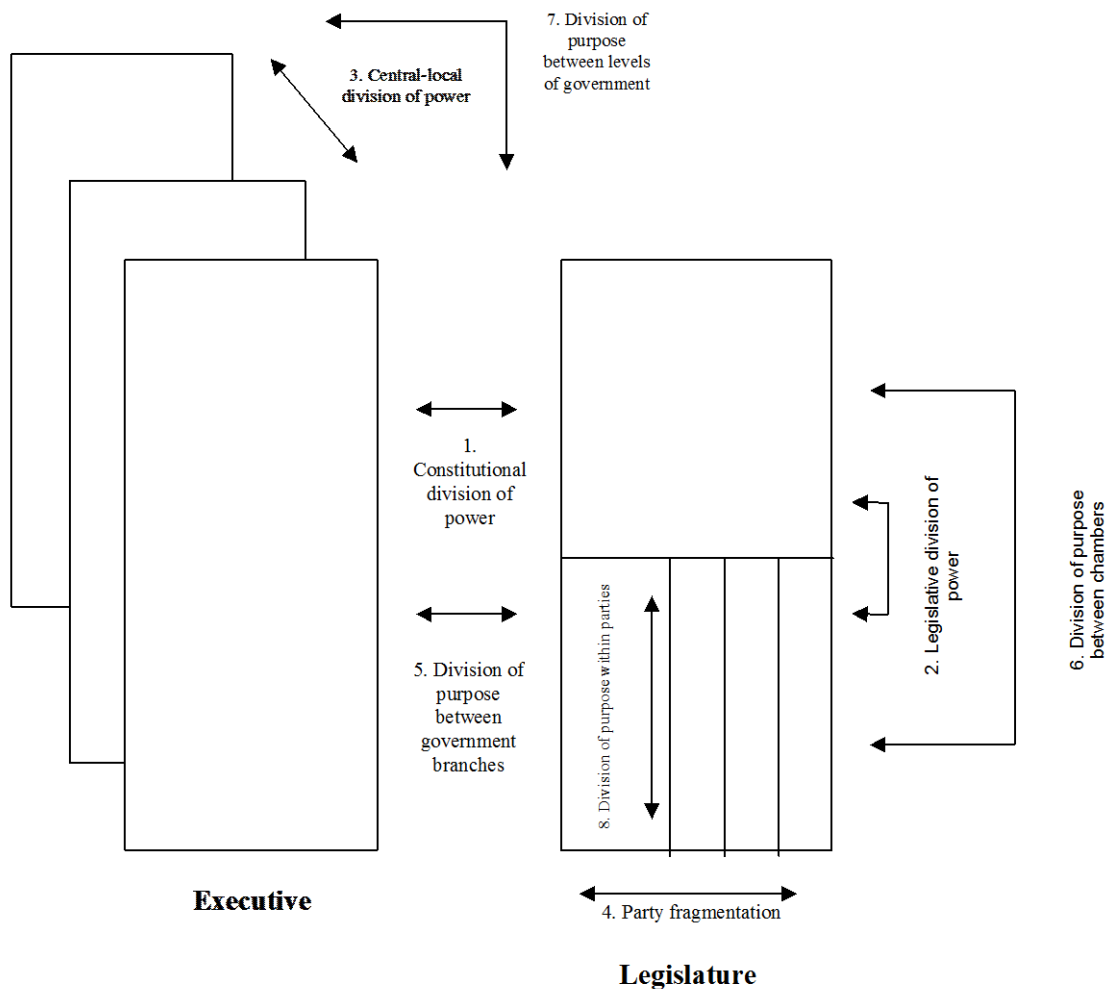 7. Division of
purpose
between levels
of government
3. Central-local
division of power
1.
Constitutional
division of
power
5. Division of
purpose
between
government
branches
8. Division of purpose within parties
2. Legislative division of
power
6. Division of purpose
between chambers
Executive
4. Party fragmentation
Legislature